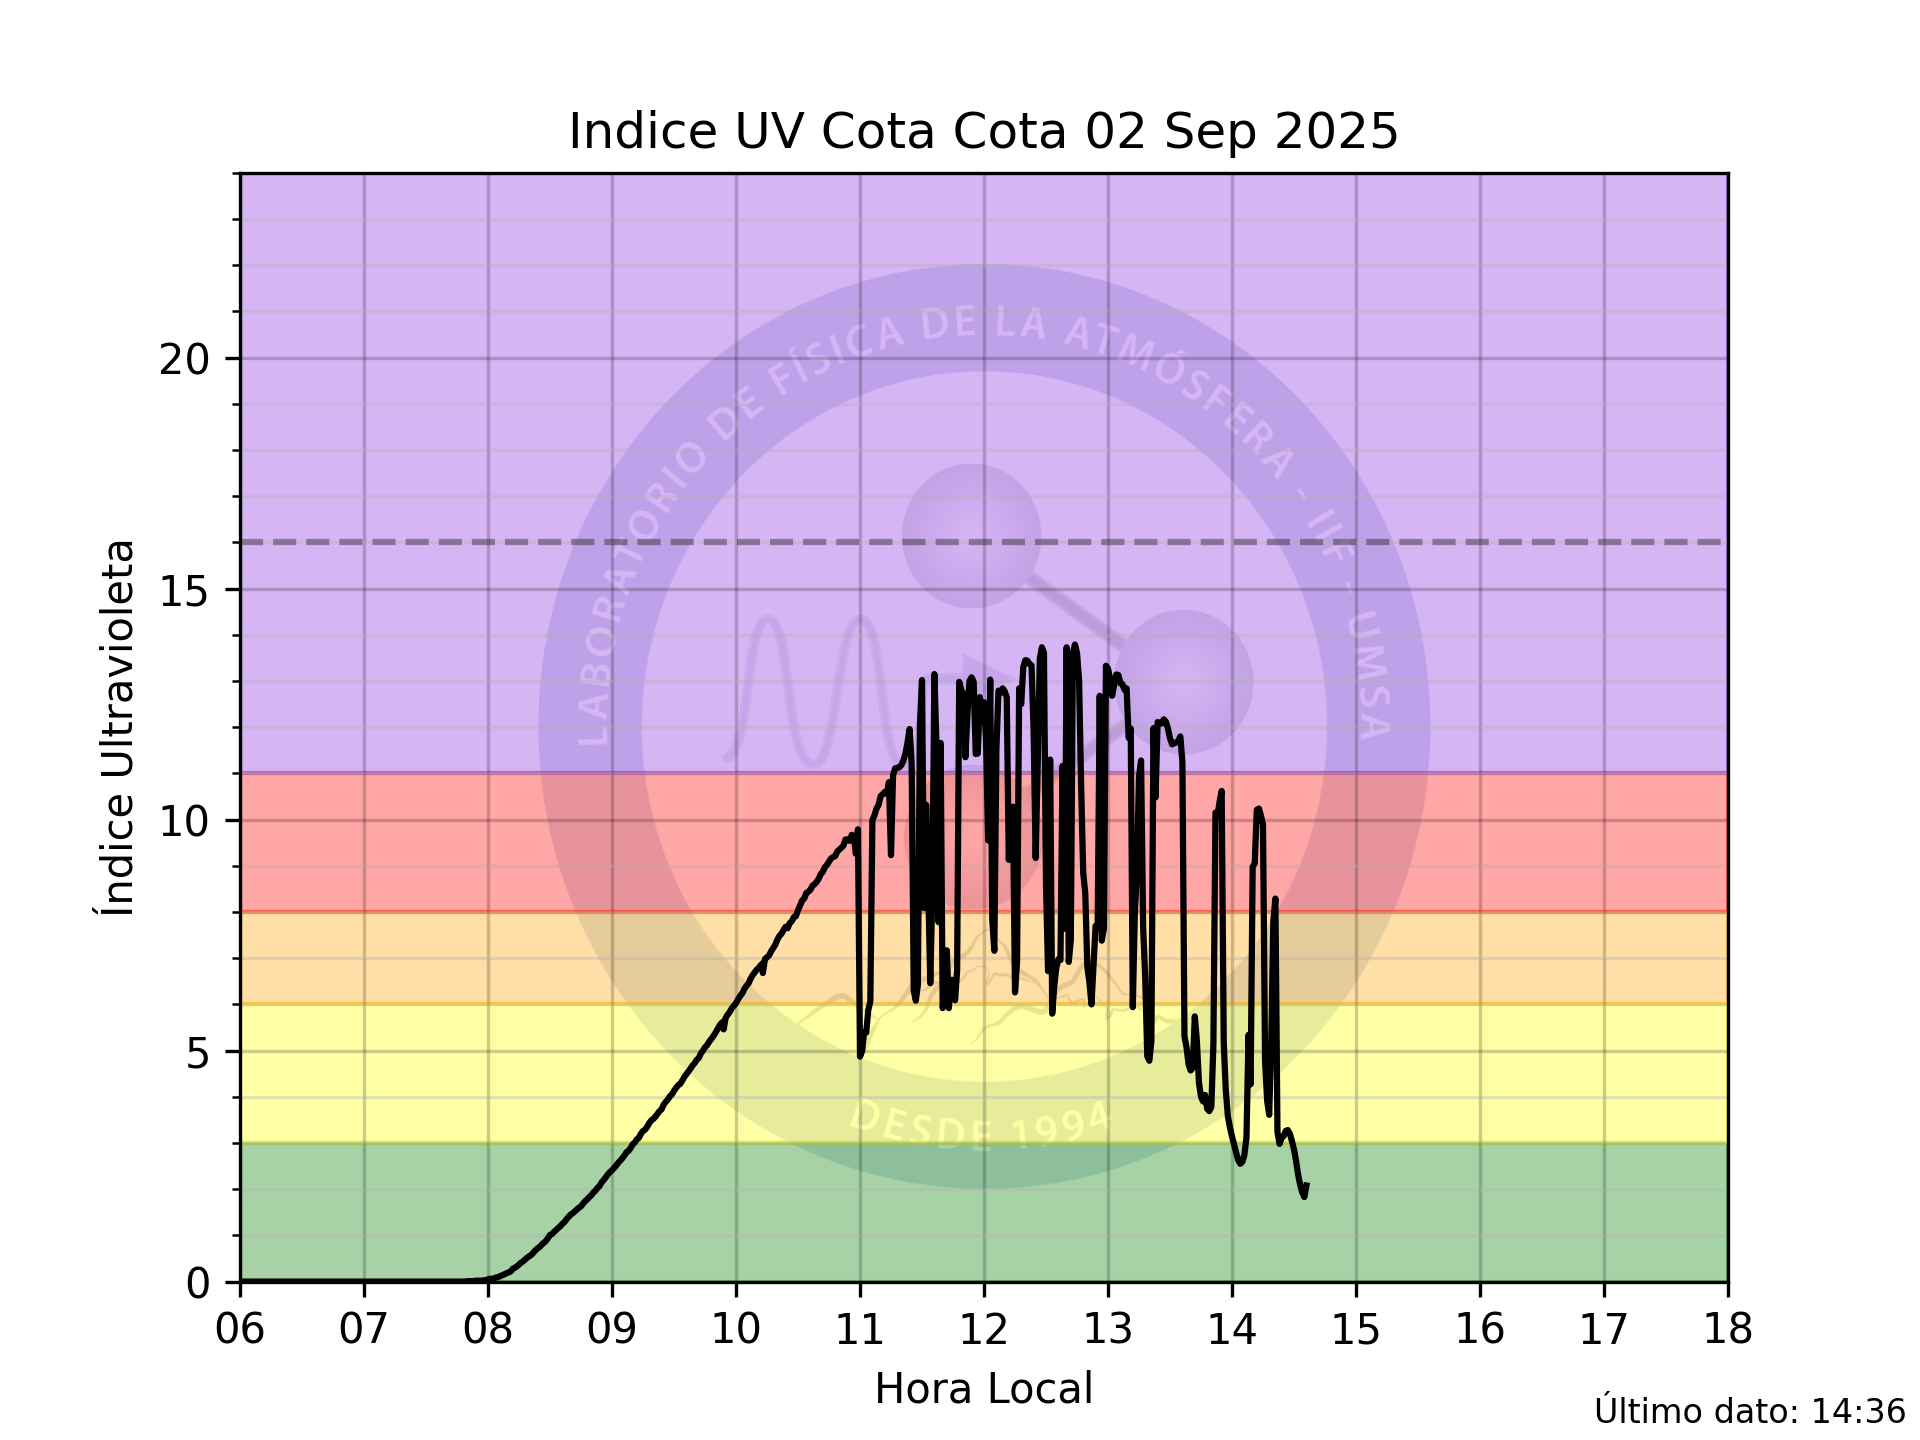 Indice UV Cota Cota 02 Sep 2025
Índice Ultravioleta
20
15
10
5
0
LABORATORIO DE FÍSICA DE LA ATMÓSFERA - IIF - UMSA
DESDE 1994
06 07 08 09 10 11 12 13 14 15 16 17 18
Hora Local
Último dato: 14:36